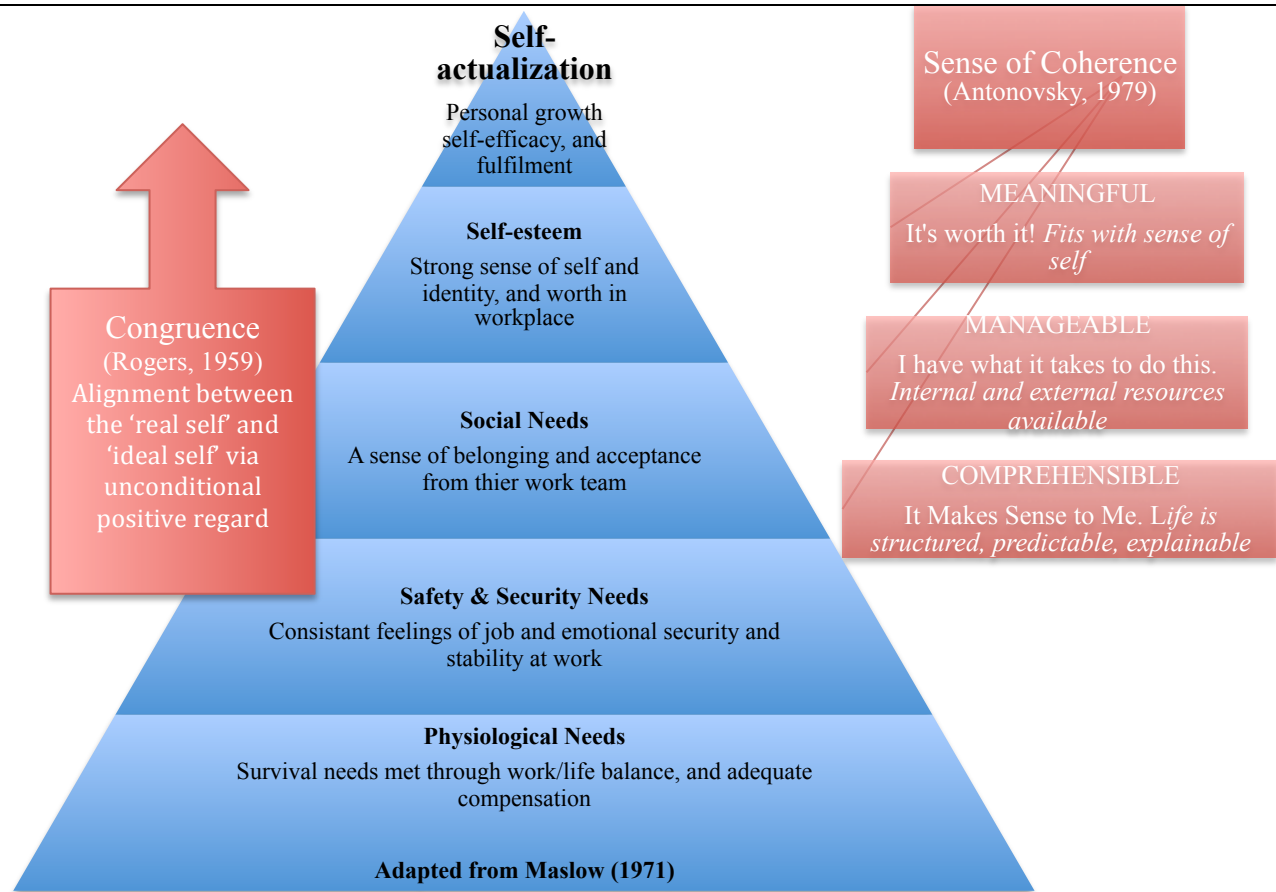 Self-
actualization
Personal growth
self-efficacy, and
fulfilment
Self-esteem
Strong sense of self and
identity, and worth in
workplace
Social Needs
A sense of belonging and acceptance
from thier work team
Safety & Security Needs
Consistant feelings of job and emotional security and
stability at work
Physiological Needs
Survival needs met through work/life balance, and adequate
compensation
Adapted from Maslow (1971)
Congruence
(Rogers, 1959)
Alignment between
the ‘real self’ and
‘ideal self’ via
unconditional
positive regard
Sense of Coherence
(Antonovsky, 1979)
MEANINGFUL
It's worth it! Fits with sense of
self
MANAGEABLE
I have what it takes to do this.
Internal and external resources
available
COMPREHENSIBLE
It Makes Sense to Me. Life is
structured, predictable, explainable